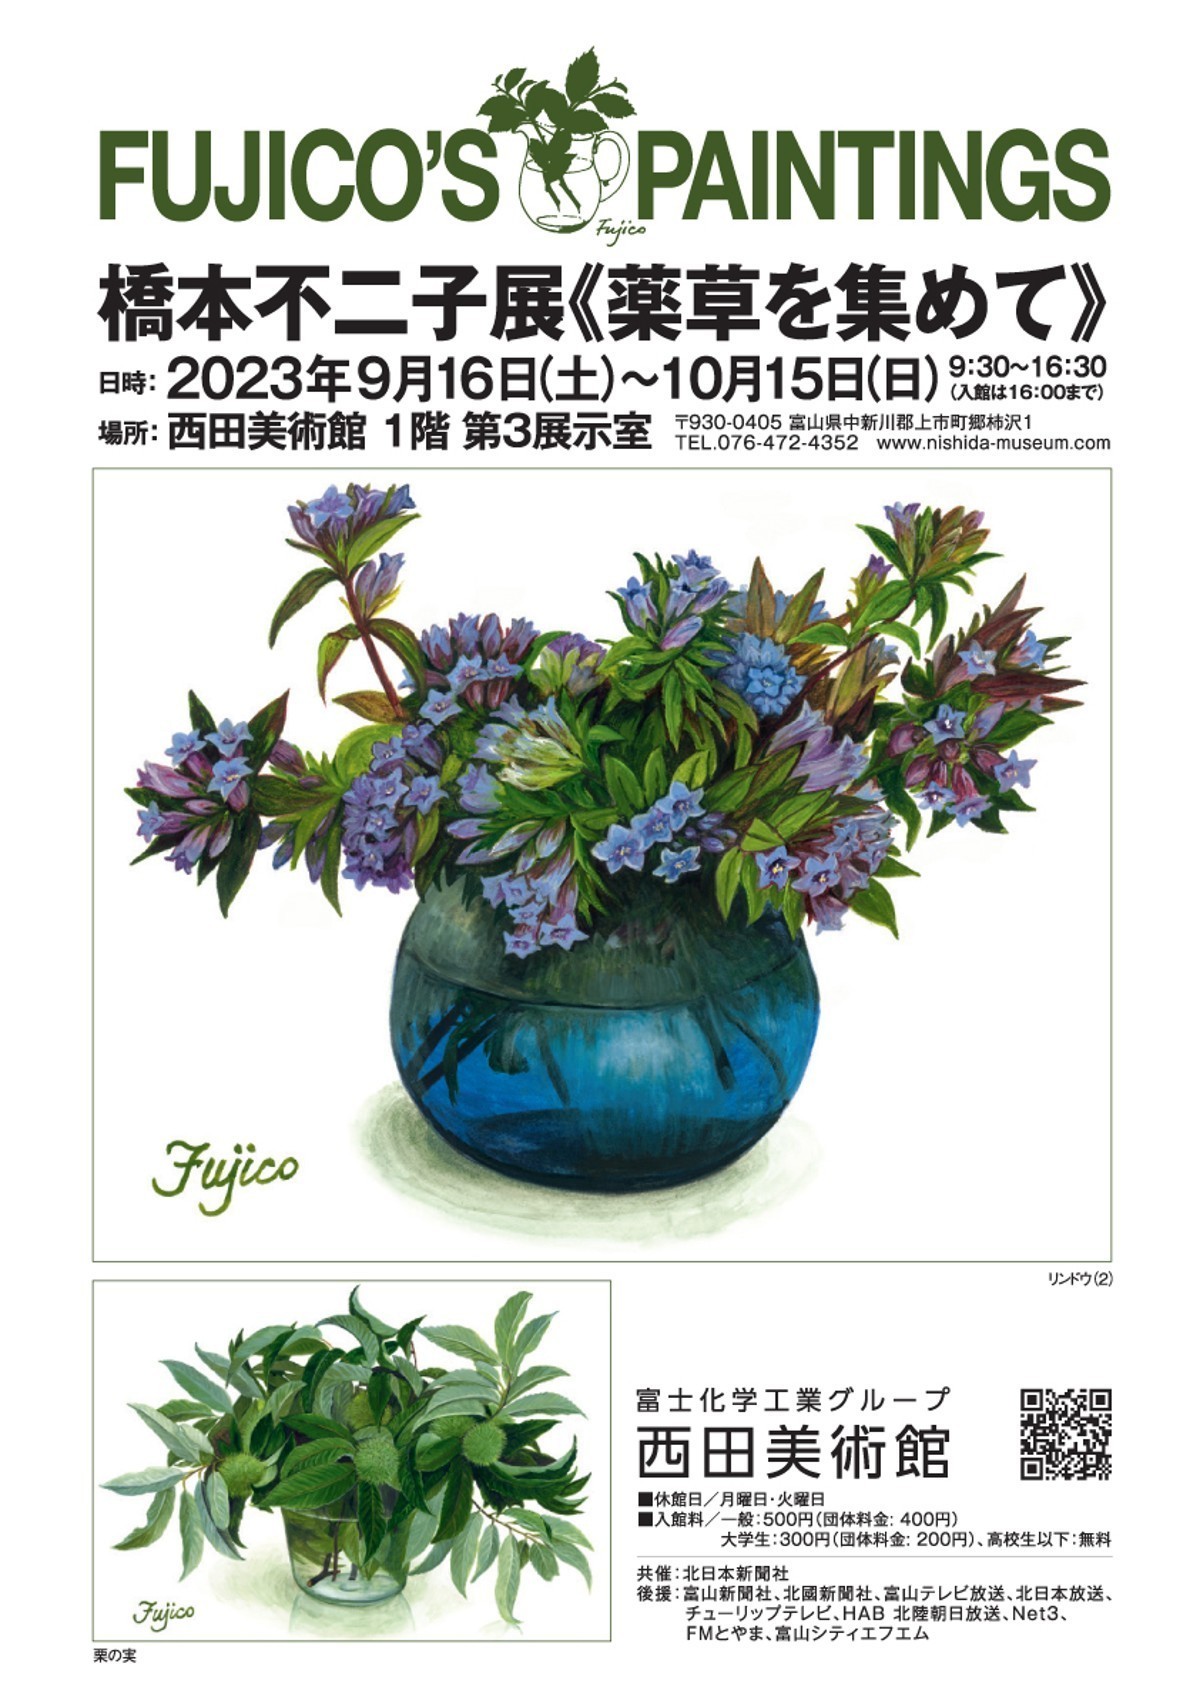 FUJICO'S PAINTINGS
Fujico
橋本不二子展《薬草を集めて》
日時：2023年9月16日(土)～10月15日(日) 9:30～16:30
(入館は16:00まで)
場所：西田美術館 1階 第3展示室
〒930-0405 富山県中新川郡上市町郷柿沢1
TEL.076-472-4352 www.nishida-museum.com
Fujico
リンドウ(2)
Fujico
栗の実
富士化学工業グループ
西田美術館
■休館日／月曜日・火曜日
■入館料／一般：500円(団体料金: 400円)
大学生：300円(団体料金: 200円)、高校生以下：無料
共催：北日本新聞社
後援：富山新聞社、北國新聞社、富山テレビ放送、北日本放送、
チューリップテレビ、HAB 北陸朝日放送、Net3、
FMとやま、富山シティエフエム